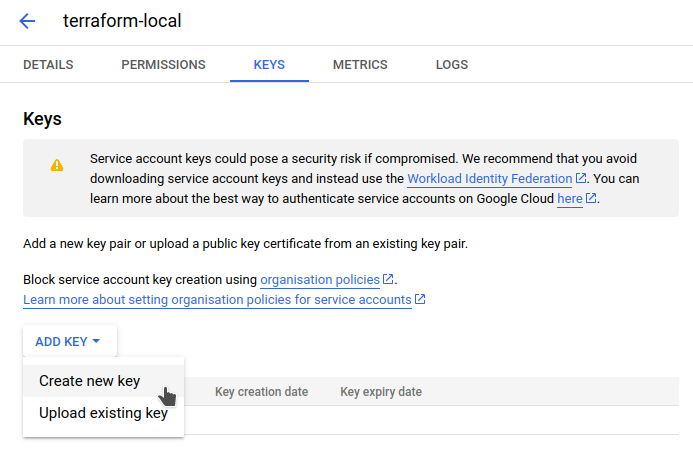 terraform-local
DETAILS PERMISSIONS KEYS METRICS LOGS
Keys
Service account keys could pose a security risk if compromised. We recommend that you avoid
downloading service account keys and instead use the Workload Identity Federation. You can
learn more about the best way to authenticate service accounts on Google Cloud here.
Add a new key pair or upload a public key certificate from an existing key pair.
Block service account key creation using organisation policies.
Learn more about setting organisation policies for service accounts
ADD KEY
Create new key
Key creation date Key expiry date
Upload existing key